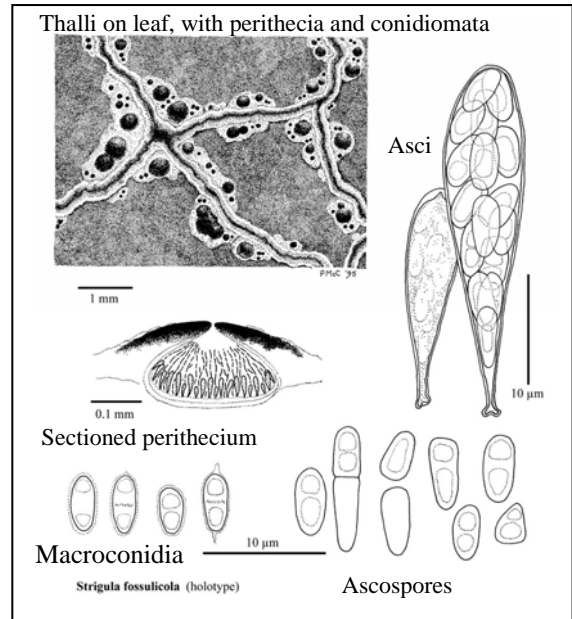 Thalli on leaf, with perithecia and conidiomata
Asci
PMcC '95
1 mm
10 µm
0.1 mm
Sectioned perithecium
Macroconidia
10 µm
Strigula fossulicola (holotype)
Ascospores